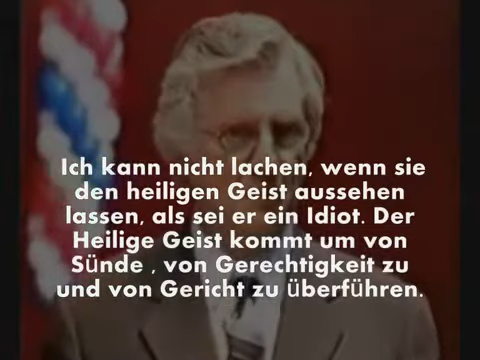 Ich kann nicht lachen, wenn sie
den heiligen Geist aussehen
lassen, als sei er ein Idiot. Der
Heilige Geist kommt um von
Sünde , von Gerechtigkeit zu
und von Gericht zu überführen.